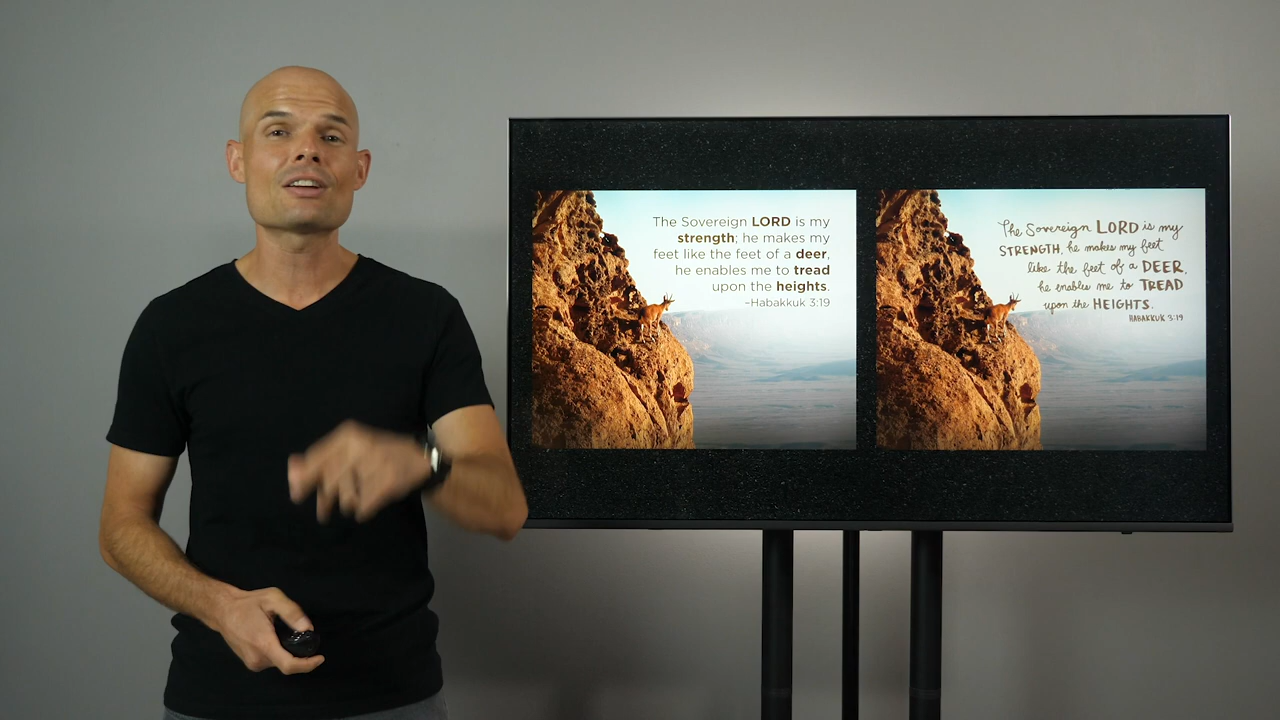 The Sovereign LORD is my
strength; he makes my
feet like the feet of a deer,
he enables me to tread
upon the heights.
–Habakkuk 3:19
The Sovereign LORD is my
STRENGTH, he makes my feet
like the feet of a DEER,
he enables me to TREAD
upon the HEIGHTS.
HABAKKUK 3:19